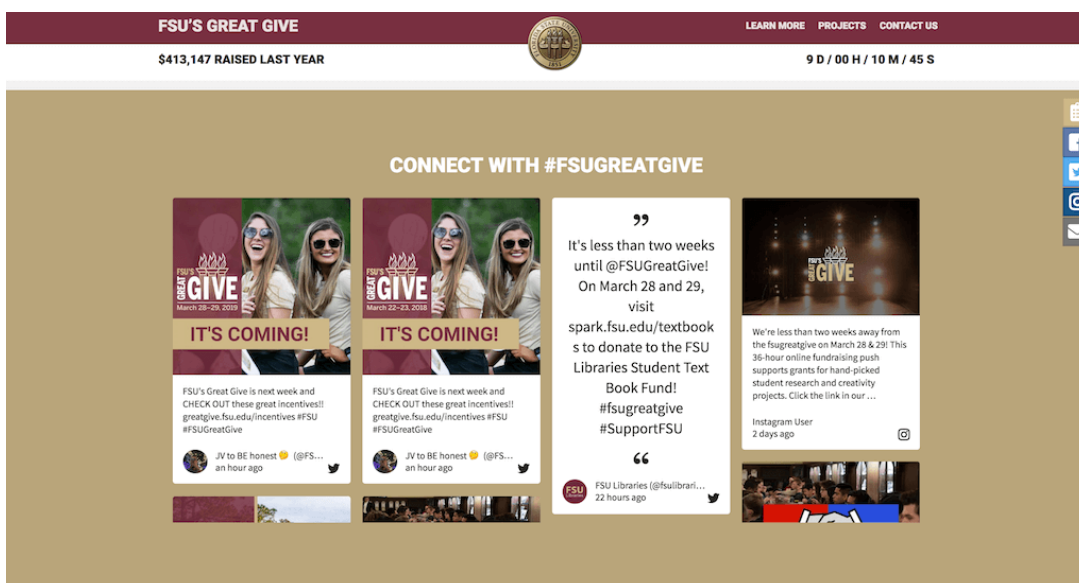 FSU'S GREAT GIVE
LEARN MORE PROJECTS CONTACT US
$413,147 RAISED LAST YEAR
9 D / 00 H / 10 M / 45 S
CONNECT WITH #FSUGREATGIVE
FSU'S
GREAT GIVE
March 28–29, 2019
IT'S COMING!
FSU's Great Give is next week and
CHECK OUT these great incentives!!
greatgive.fsu.edu/incentives #FSU
#FSUGreatGive
JV to BE honest 🤔 (@FS...
an hour ago
FSU'S
GREAT GIVE
March 22–23, 2018
IT'S COMING!
FSU's Great Give is next week and
CHECK OUT these great incentives!!
greatgive.fsu.edu/incentives #FSU
#FSUGreatGive
JV to BE honest 🤔 (@FS...
an hour ago
”
It's less than two weeks
until @FSUGreatGive!
On March 28 and 29,
visit
spark.fsu.edu/textbook
s to donate to the FSU
Libraries Student Text
Book Fund!
#fsugreatgive
#SupportFSU
“
FSU
Libraries
FSU Libraries (@fsulibrari...
22 hours ago
FSU'S
GREAT GIVE
We're less than two weeks away from
the fsugreatgive on March 28 & 29! This
36-hour online fundraising push
supports grants for hand-picked
student research and creativity
projects. Click the link in our ...
Instagram User
2 days ago